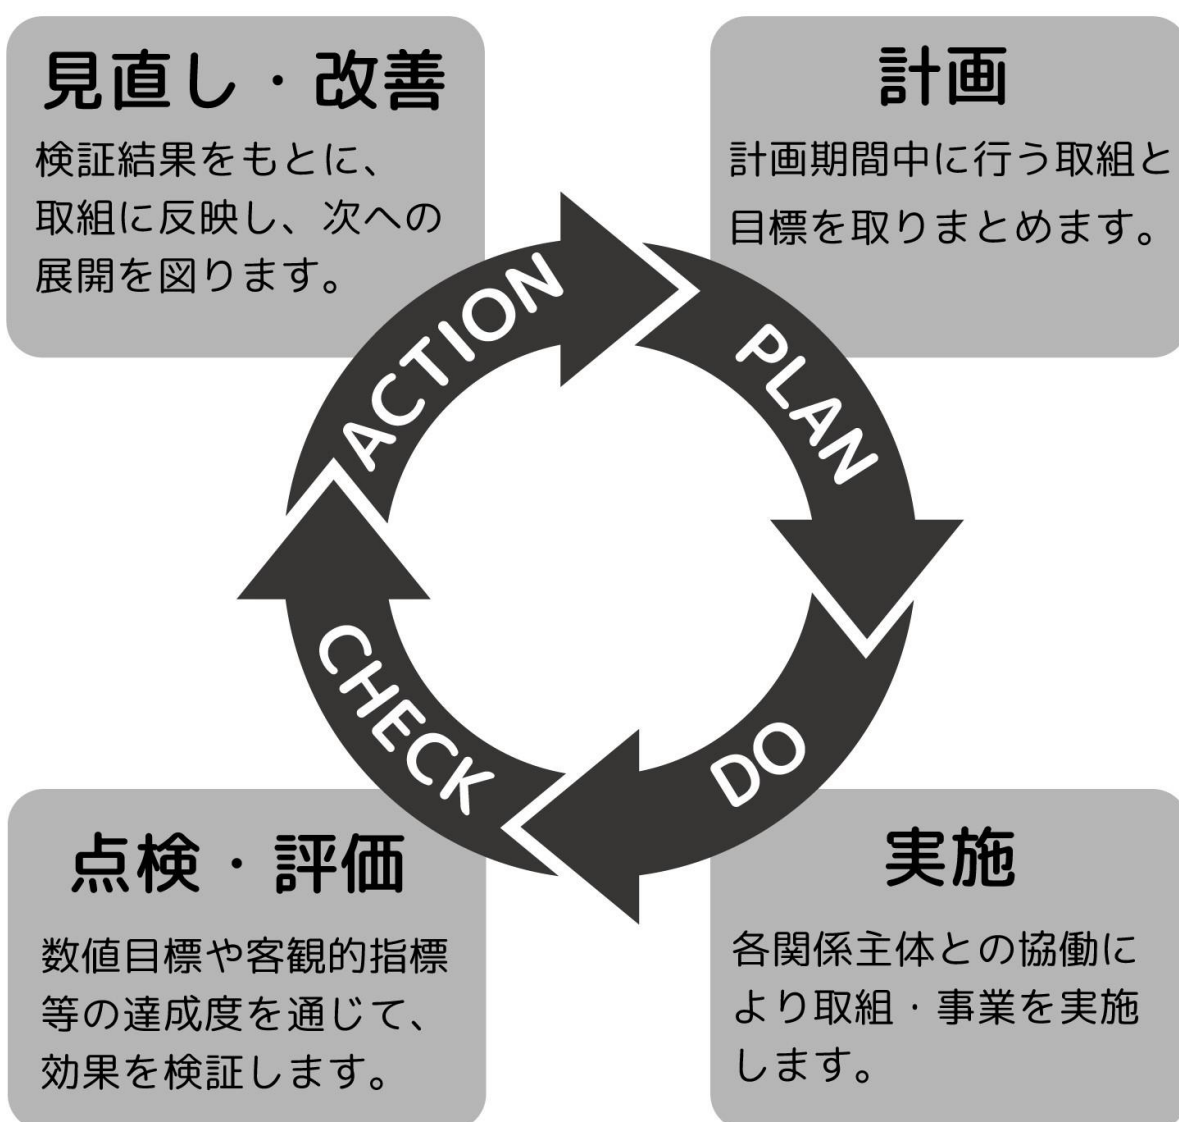 見直し・改善
検証結果をもとに、
取組に反映し、次への
展開を図ります。
計画
計画期間中に行う取組と
目標を取りまとめます。
ACTION
PLAN
CHECK
DO
点検・評価
数値目標や客観的指標
等の達成度を通じて、
効果を検証します。
実施
各関係主体との協働に
より取組・事業を実施
します。